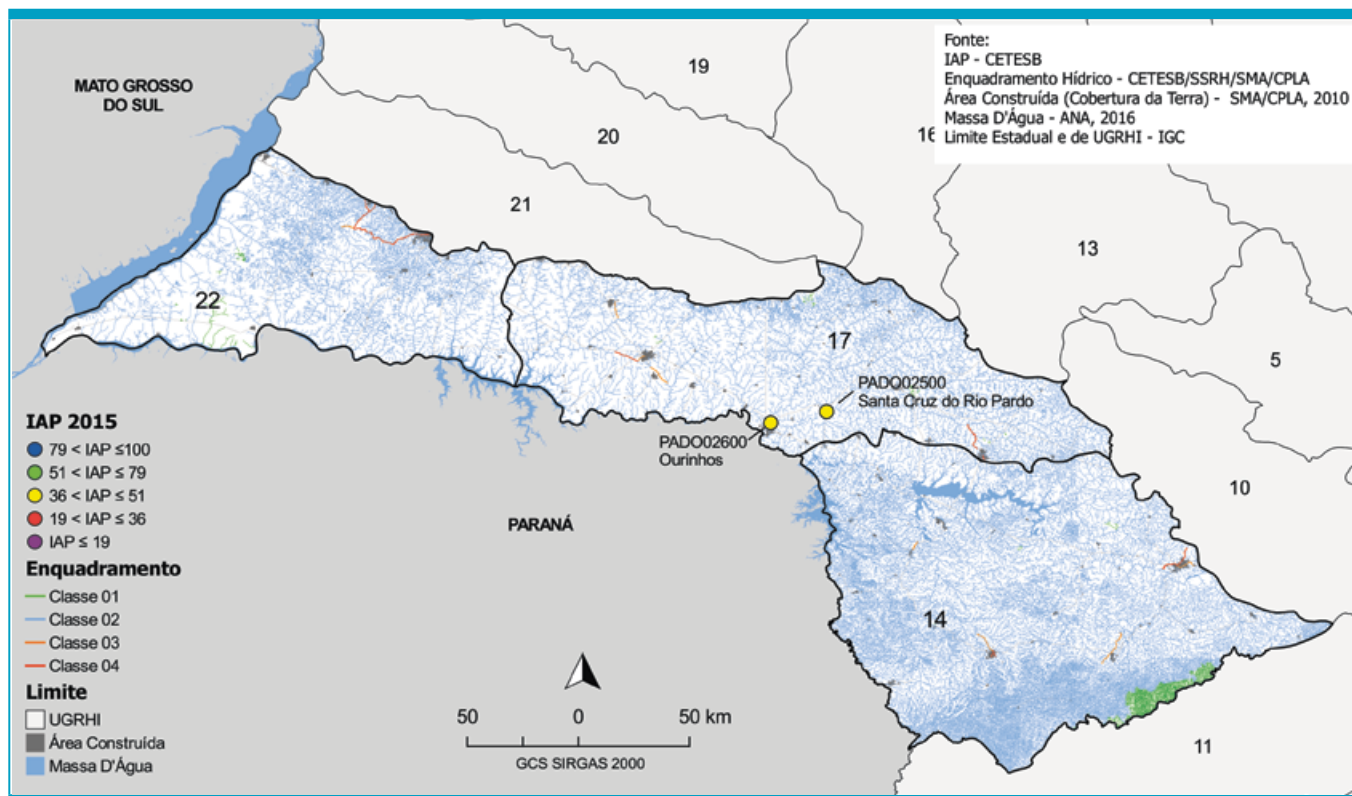 Fonte:
IAP - CETESB
Enquadramento Hídrico - CETESB/SSRH/SMA/CPLA
Área Construída (Cobertura da Terra) - SMA/CPLA, 2010
Massa D'Água - ANA, 2016
Limite Estadual e de UGRHI - IGC
MATO GROSSO
DO SUL
19
20
16
21
13
22
17
5
PADO02500
Santa Cruz do Rio Pardo
PADO02600
Ourinhos
10
PARANÁ
14
11
IAP 2015
79 < IAP ≤100
51 < IAP ≤ 79
36 < IAP ≤ 51
19 < IAP ≤ 36
IAP ≤ 19
Enquadramento
Classe 01
Classe 02
Classe 03
Classe 04
Limite
UGRHI
Área Construída
Massa D'Água
50 0 50 km
GCS SIRGAS 2000